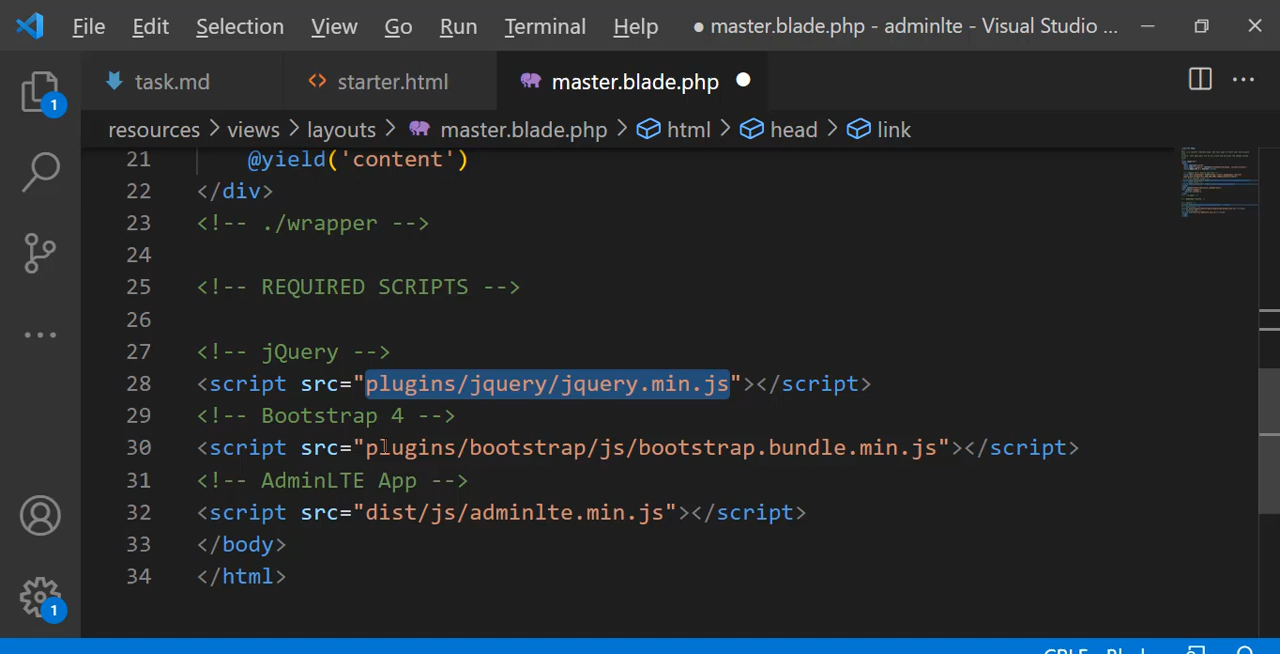 File Edit Selection View Go Run Terminal Help ● master.blade.php - adminlte - Visual Studio ...
task.md starter.html master.blade.php
resources > views > layouts > master.blade.php > html > head > link
1
21 @yield('content')
22 </div>
23 <!-- ./wrapper -->
24
25 <!-- REQUIRED SCRIPTS -->
26
27 <!-- jQuery -->
28 <script src="plugins/jquery/jquery.min.js"></script>
29 <!-- Bootstrap 4 -->
30 <script src="plugins/bootstrap/js/bootstrap.bundle.min.js"></script>
31 <!-- AdminLTE App -->
32 <script src="dist/js/adminlte.min.js"></script>
33 </body>
34 </html>
1